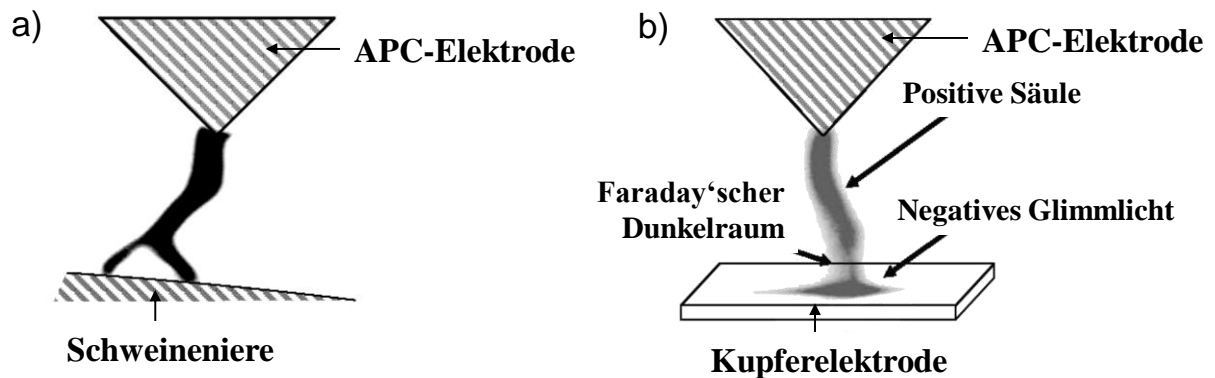 a)
APC-Elektrode
Schweineniere
b)
APC-Elektrode
Positive Säule
Faraday‘scher
Dunkelraum
Negatives Glimmlicht
Kupferelektrode